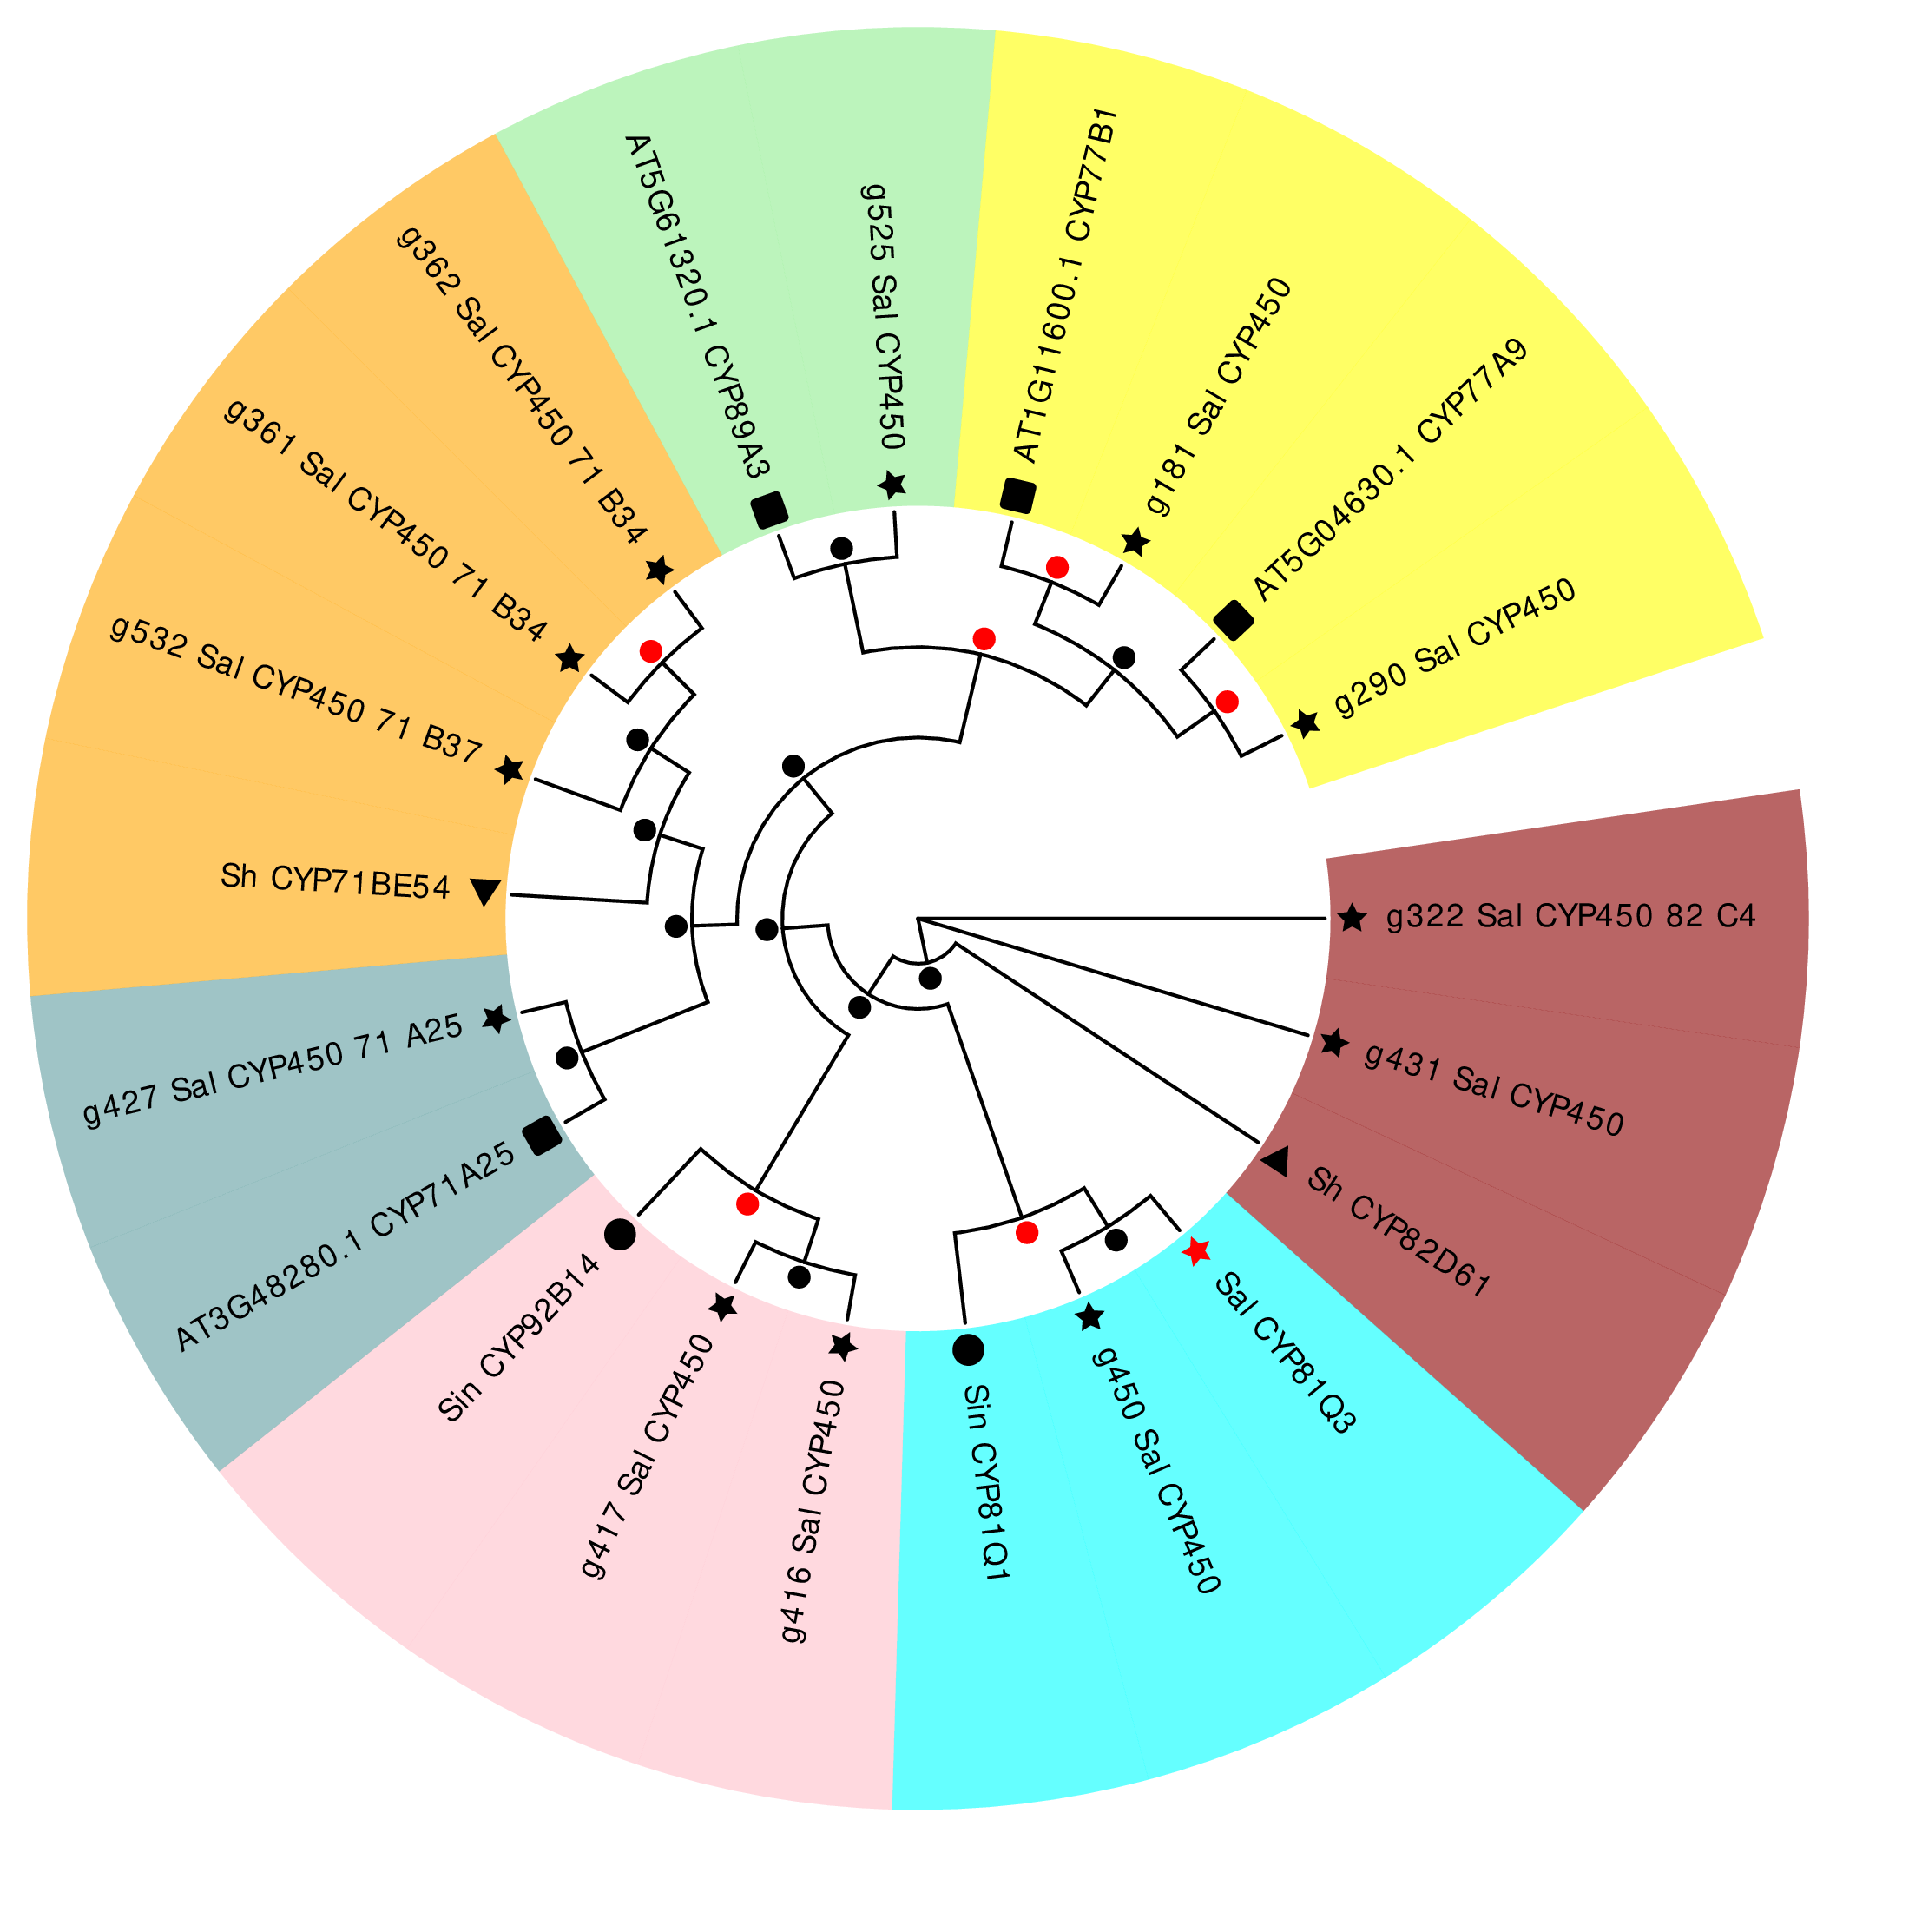 AT5G61320.1 CYP89A3
g525 Sal CYP450
AT1G11600.1 CYP77B1
g181 Sal CYP450
AT5G04630.1 CYP77A9
g290 Sal CYP450
g322 Sal CYP450 82 C4
g431 Sal CYP450
Sh CYP82D61
Sal CYP81Q3
g450 Sal CYP450
Sin CYP81Q1
g416 Sal CYP450
g417 Sal CYP450
Sin CYP92B14
AT3G48280.1 CYP71A25
g427 Sal CYP450 71 A25
Sh CYP71BE54
g532 Sal CYP450 71 B37
g361 Sal CYP450 71 B34
g362 Sal CYP450 71 B34